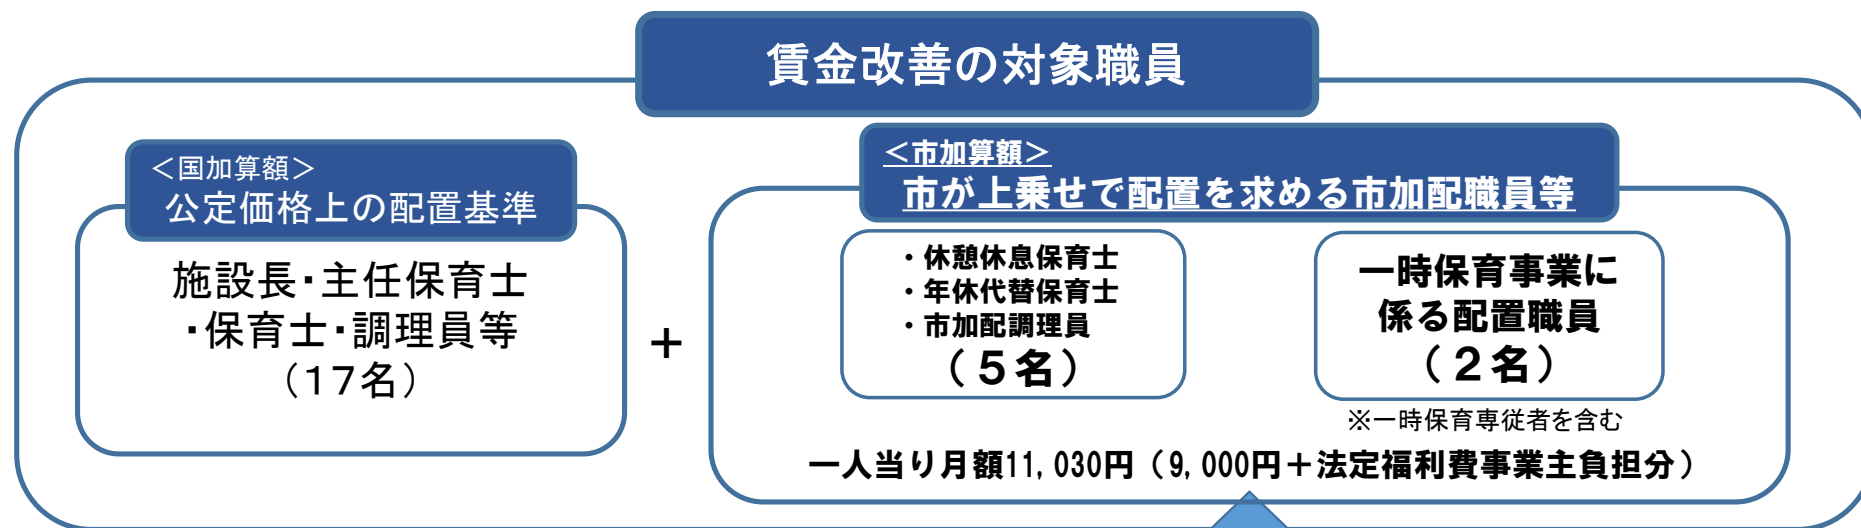 賃金改善の対象職員
＜国加算額＞
公定価格上の配置基準
施設長・主任保育士
・保育士・調理員等
（17名）
＋
＜市加算額＞
市が上乗せで配置を求める市加配職員等
・休憩休息保育士
・年休代替保育士
・市加配調理員
（５名）
一時保育事業に
係る配置職員
（２名）
※一時保育専従者を含む
一人当り月額11,030円（9,000円＋法定福利費事業主負担分）